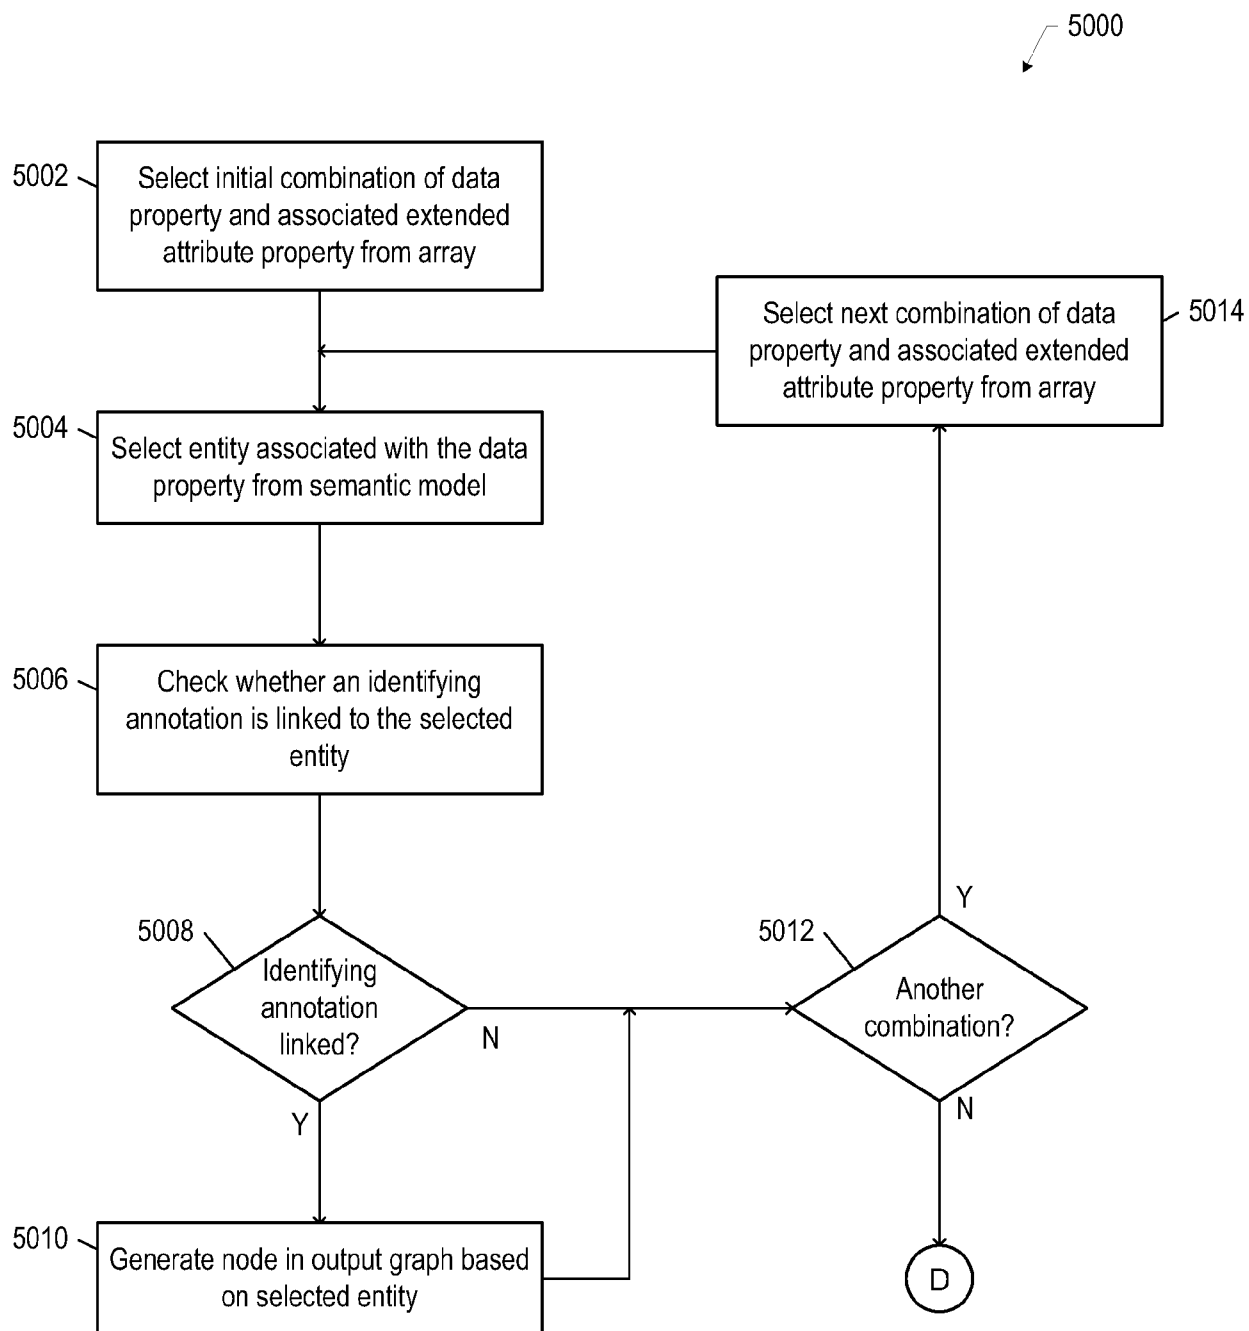 5000
5002
Select initial combination of data
property and associated extended
attribute property from array
5014
Select next combination of data
property and associated extended
attribute property from array
5004
Select entity associated with the data
property from semantic model
5006
Check whether an identifying
annotation is linked to the selected
entity
5008
Identifying
annotation
linked?
N
Y
5012
Another
combination?
Y
N
5010
Generate node in output graph based
on selected entity
D